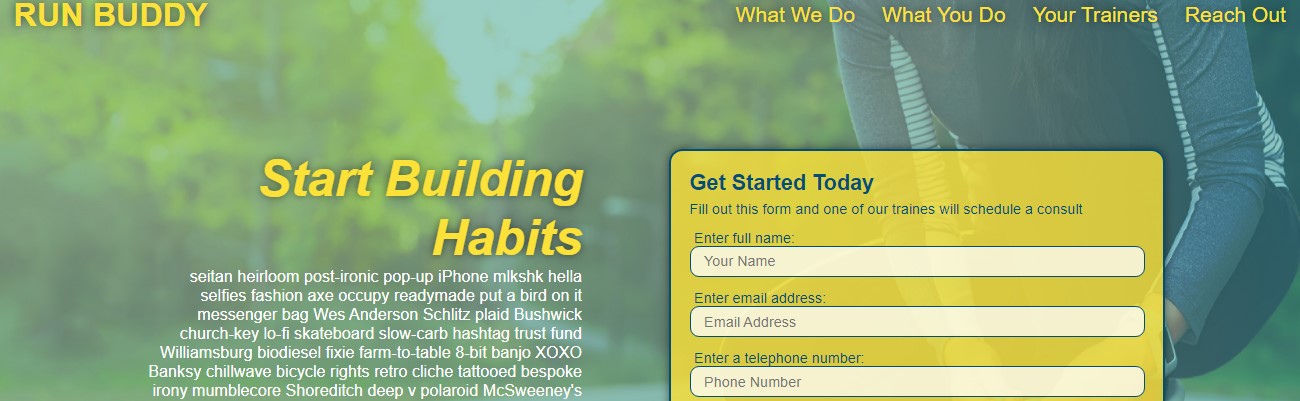 RUN BUDDY
What We Do What You Do Your Trainers Reach Out
Start Building
Habits
seitan heirloom post-ironic pop-up iPhone mlkshk hella
selfies fashion axe occupy readymade put a bird on it
messenger bag Wes Anderson Schlitz plaid Bushwick
church-key lo-fi skateboard slow-carb hashtag trust fund
Williamsburg biodiesel fixie farm-to-table 8-bit banjo XOXO
Banksy chillwave bicycle rights retro cliche tattooed bespoke
irony mumblecore Shoreditch deep v polaroid McSweeney's
Get Started Today
Fill out this form and one of our traines will schedule a consult
Enter full name:
Your Name
Enter email address:
Email Address
Enter a telephone number:
Phone Number